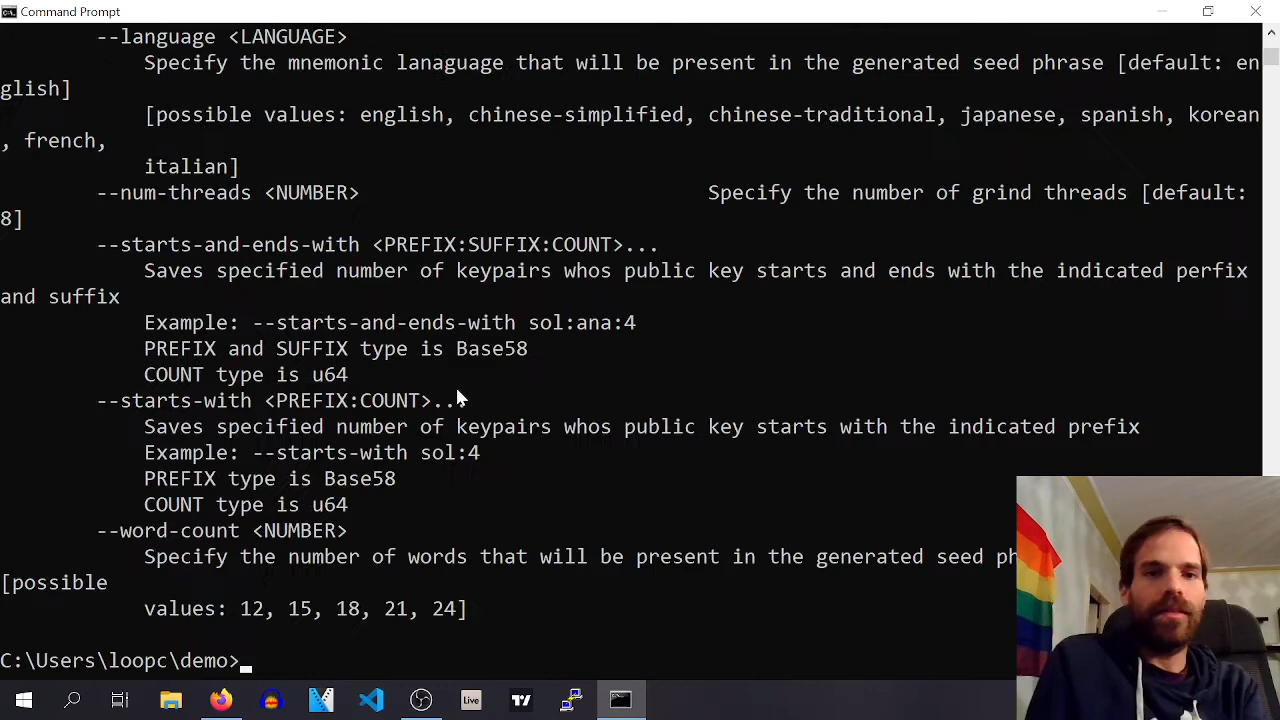 Command Prompt
--language <LANGUAGE>
Specify the mnemonic lanaguage that will be present in the generated seed phrase [default: en
glish]
[possible values: english, chinese-simplified, chinese-traditional, japanese, spanish, korean
, french,
italian]
--num-threads <NUMBER> Specify the number of grind threads [default:
8]
--starts-and-ends-with <PREFIX:SUFFIX:COUNT>...
Saves specified number of keypairs whos public key starts and ends with the indicated perfix
and suffix
Example: --starts-and-ends-with sol:ana:4
PREFIX and SUFFIX type is Base58
COUNT type is u64
--starts-with <PREFIX:COUNT>...
Saves specified number of keypairs whos public key starts with the indicated prefix
Example: --starts-with sol:4
PREFIX type is Base58
COUNT type is u64
--word-count <NUMBER>
Specify the number of words that will be present in the generated seed
[possible
values: 12, 15, 18, 21, 24]
C:\Users\loopc\demo>
Live